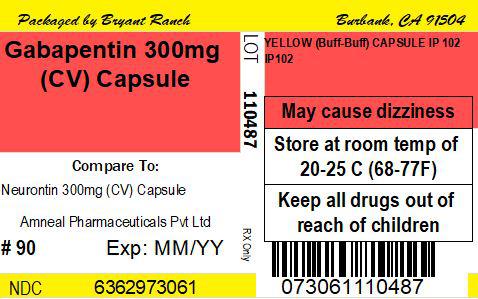 Packaged by Bryant Ranch
Burbank, CA 91504
Gabapentin 300mg
(CV) Capsule
Compare To:
Neurontin 300mg (CV) Capsule
Amneal Pharmaceuticals Pvt Ltd
# 90 Exp: MM/YY
NDC 6362973061
LOT 110487
RX Only
YELLOW (Buff-Buff) CAPSULE IP 102
IP102
May cause dizziness
Store at room temp of
20-25 C (68-77F)
Keep all drugs out of
reach of children
073061110487